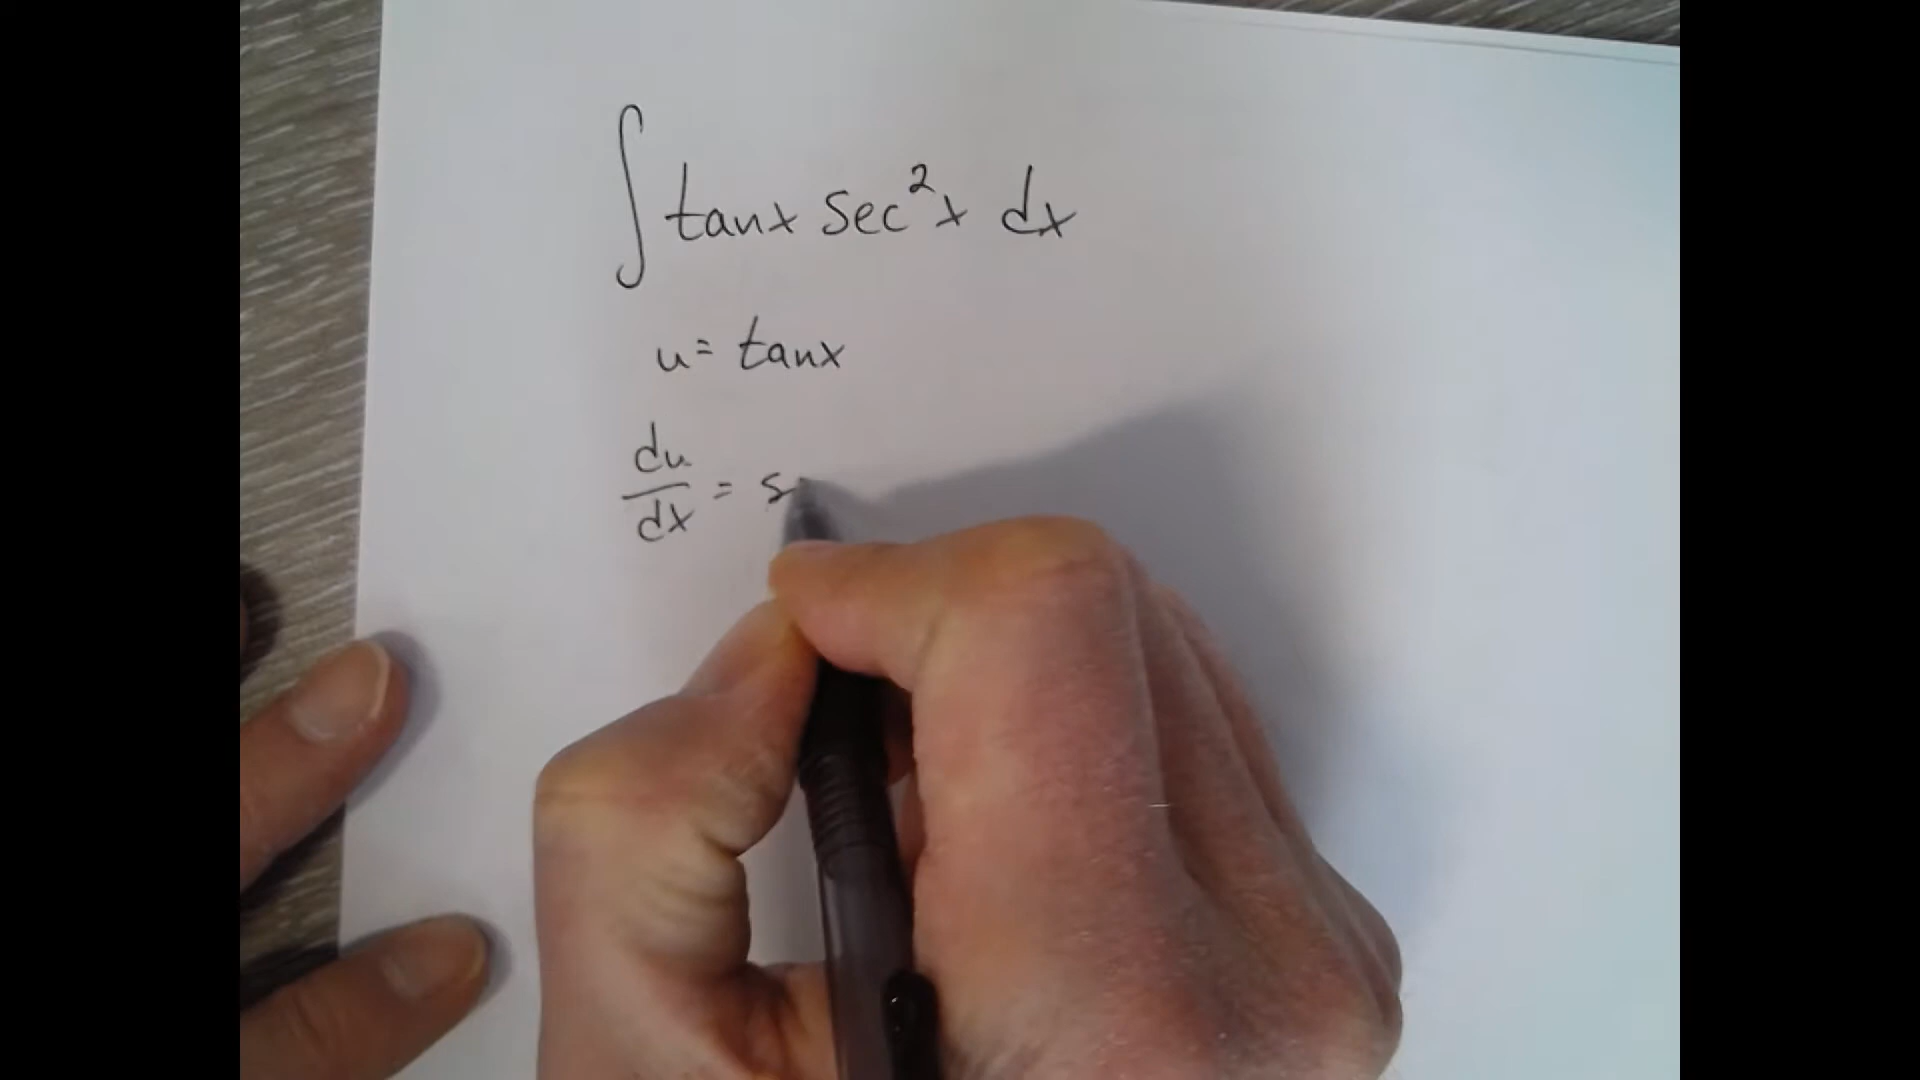 ∫ tanx sec²x dx
u = tanx
du/dx = s